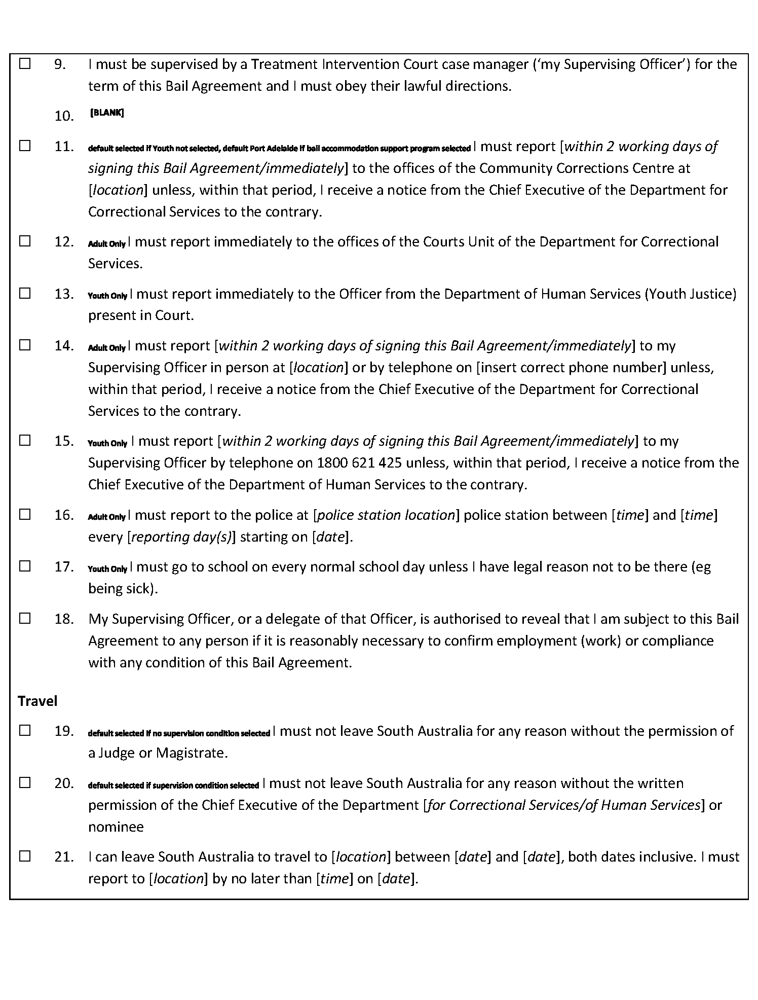 ☐ 9. I must be supervised by a Treatment Intervention Court case manager (‘my Supervising Officer’) for the
term of this Bail Agreement and I must obey their lawful directions.
10. [BLANK]
☐ 11. default selected if Youth not selected, default Port Adelaide if bail accommodation support program selected I must report [within 2 working days of
signing this Bail Agreement/immediately] to the offices of the Community Corrections Centre at
[location] unless, within that period, I receive a notice from the Chief Executive of the Department for
Correctional Services to the contrary.
☐ 12. Adult Only I must report immediately to the offices of the Courts Unit of the Department for Correctional
Services.
☐ 13. Youth Only I must report immediately to the Officer from the Department of Human Services (Youth Justice)
present in Court.
☐ 14. Adult Only I must report [within 2 working days of signing this Bail Agreement/immediately] to my
Supervising Officer in person at [location] or by telephone on [insert correct phone number] unless,
within that period, I receive a notice from the Chief Executive of the Department for Correctional
Services to the contrary.
☐ 15. Youth Only I must report [within 2 working days of signing this Bail Agreement/immediately] to my
Supervising Officer by telephone on 1800 621 425 unless, within that period, I receive a notice from the
Chief Executive of the Department of Human Services to the contrary.
☐ 16. Adult Only I must report to the police at [police station location] police station between [time] and [time]
every [reporting day(s)] starting on [date].
☐ 17. Youth Only I must go to school on every normal school day unless I have legal reason not to be there (eg
being sick).
☐ 18. My Supervising Officer, or a delegate of that Officer, is authorised to reveal that I am subject to this Bail
Agreement to any person if it is reasonably necessary to confirm employment (work) or compliance
with any condition of this Bail Agreement.
Travel
☐ 19. default selected if no supervision condition selected I must not leave South Australia for any reason without the permission of
a Judge or Magistrate.
☐ 20. default selected if supervision condition selected I must not leave South Australia for any reason without the written
permission of the Chief Executive of the Department [for Correctional Services/of Human Services] or
nominee
☐ 21. I can leave South Australia to travel to [location] between [date] and [date], both dates inclusive. I must
report to [location] by no later than [time] on [date].